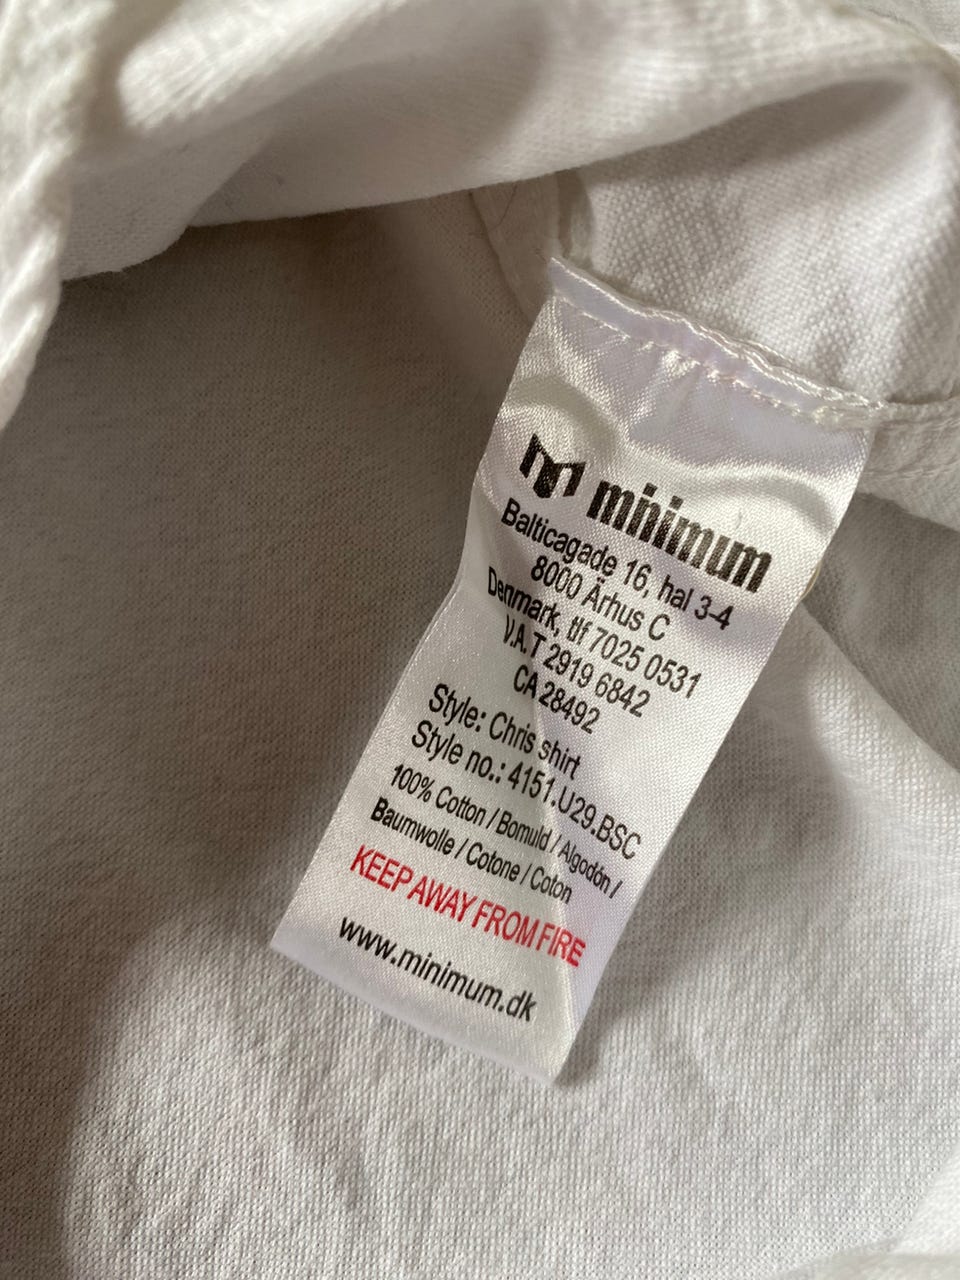 minimum
Balticagade 16, hal 3-4
8000 Ärhus C
Denmark, tlf 7025 0531
V.A.T 2919 6842
CA 28492
Style: Chris shirt
Style no.: 4151.U29.BSC
100% Cotton / Bomuld / Algodón /
Baumwolle / Cotone / Coton
KEEP AWAY FROM FIRE
www.minimum.dk